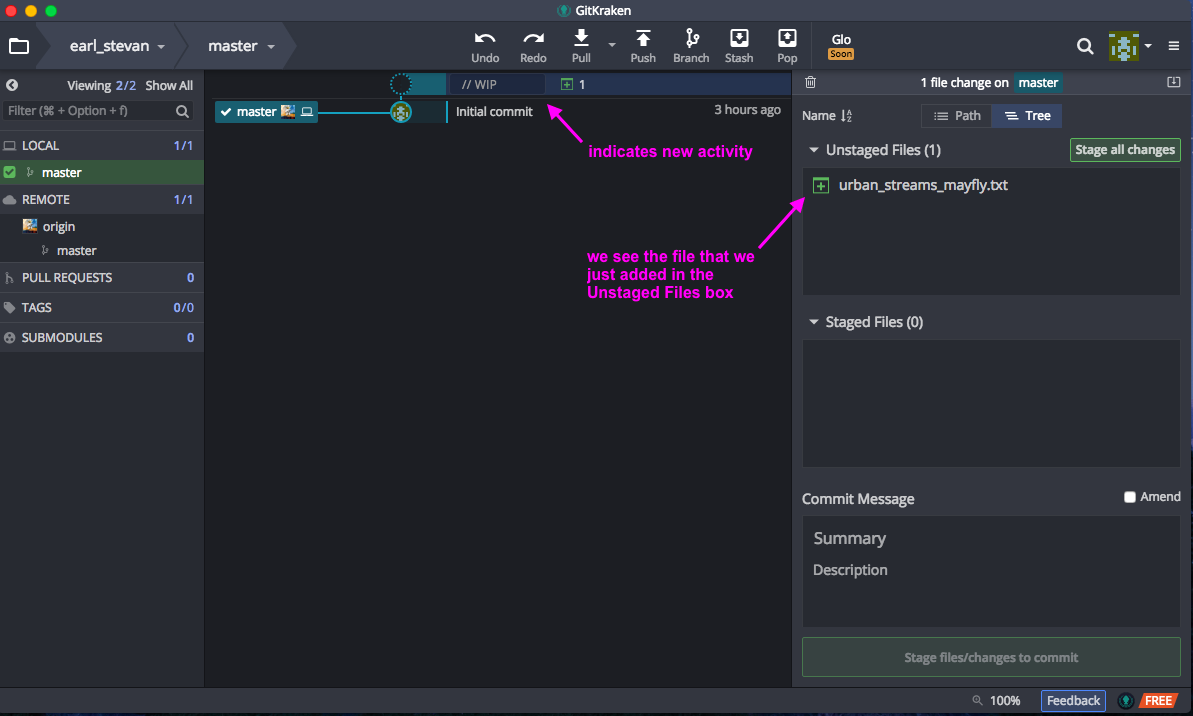 GitKraken
earl_stevan
master
Undo
Redo
Pull
Push
Branch
Stash
Pop
Glo
Soon
Viewing 2/2 Show All
Filter (⌘ + Option + f)
LOCAL 1/1
master
REMOTE 1/1
origin
master
PULL REQUESTS 0
TAGS 0/0
SUBMODULES 0
// WIP
1
master
Initial commit
3 hours ago
indicates new activity
we see the file that we
just added in the
Unstaged Files box
1 file change on master
Name
Path
Tree
Unstaged Files (1)
Stage all changes
urban_streams_mayfly.txt
Staged Files (0)
Commit Message
Amend
Summary
Description
Stage files/changes to commit
100%
Feedback
FREE